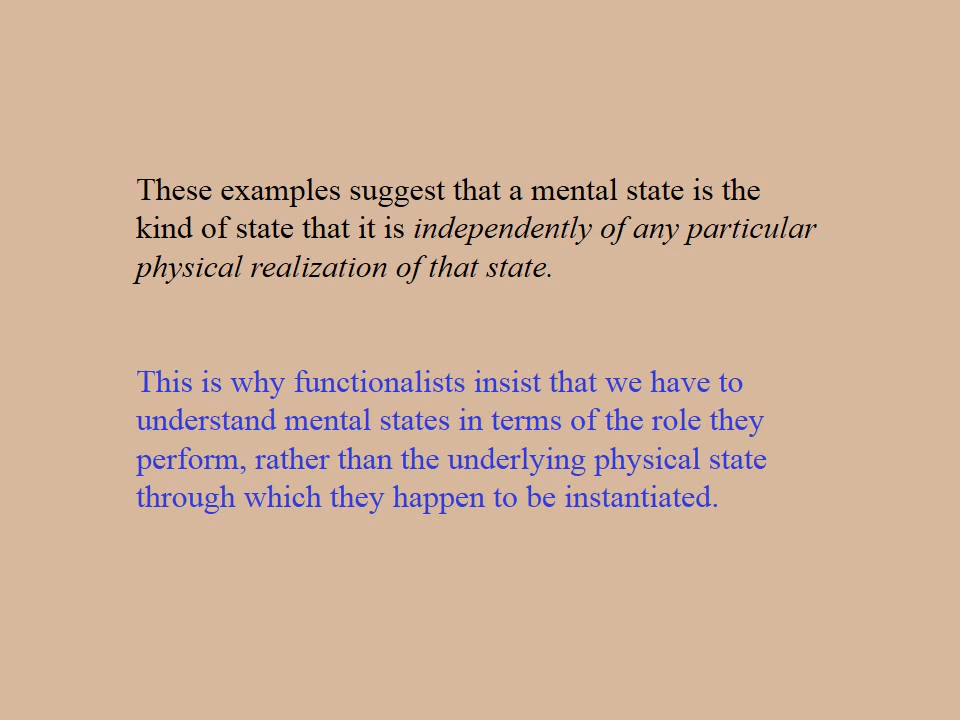 These examples suggest that a mental state is the
kind of state that it is independently of any particular
physical realization of that state.
This is why functionalists insist that we have to
understand mental states in terms of the role they
perform, rather than the underlying physical state
through which they happen to be instantiated.